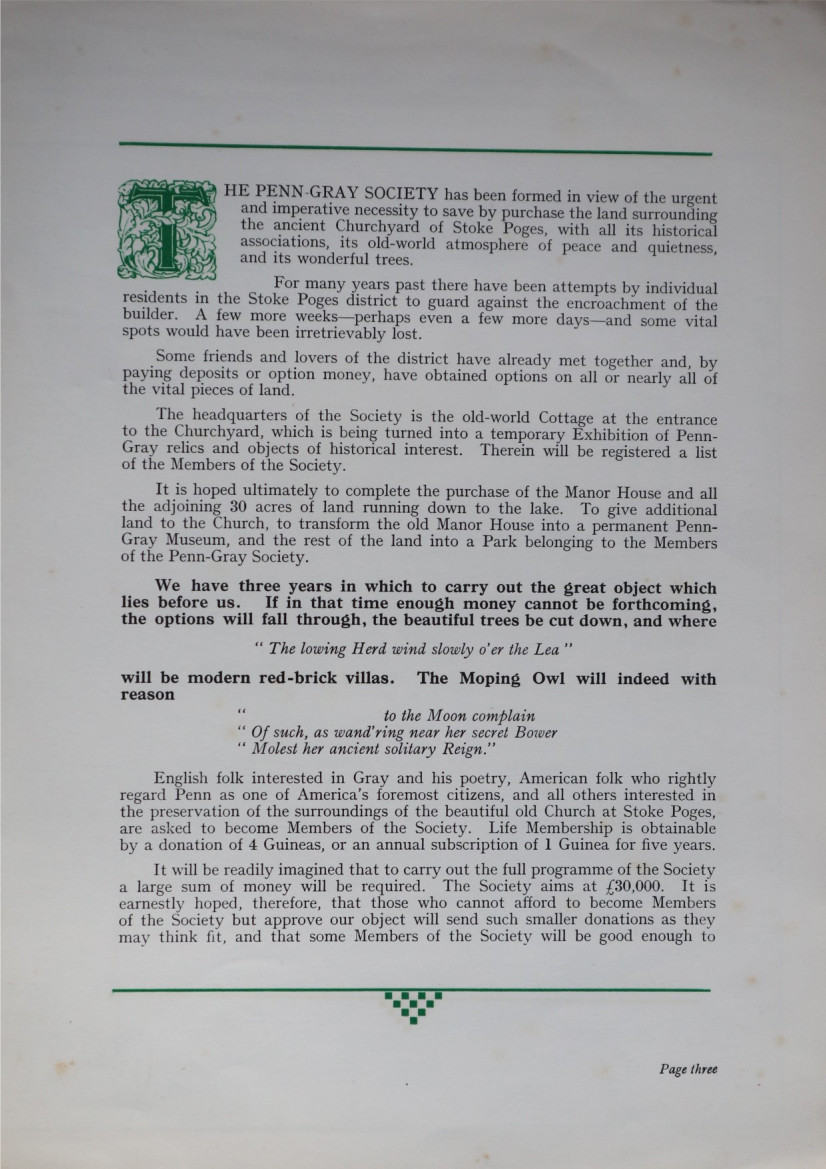 THE PENN-GRAY SOCIETY has been formed in view of the urgent
and imperative necessity to save by purchase the land surrounding
the ancient Churchyard of Stoke Poges, with all its historical
associations, its old-world atmosphere of peace and quietness,
and its wonderful trees.
For many years past there have been attempts by individual
residents in the Stoke Poges district to guard against the encroachment of the
builder. A few more weeks—perhaps even a few more days—and some vital
spots would have been irretrievably lost.
Some friends and lovers of the district have already met together and, by
paying deposits or option money, have obtained options on all or nearly all of
the vital pieces of land.
The headquarters of the Society is the old-world Cottage at the entrance
to the Churchyard, which is being turned into a temporary Exhibition of Penn-
Gray relics and objects of historical interest. Therein will be registered a list
of the Members of the Society.
It is hoped ultimately to complete the purchase of the Manor House and all
the adjoining 30 acres of land running down to the lake. To give additional
land to the Church, to transform the old Manor House into a permanent Penn-
Gray Museum, and the rest of the land into a Park belonging to the Members
of the Penn-Gray Society.
We have three years in which to carry out the great object which
lies before us. If in that time enough money cannot be forthcoming,
the options will fall through, the beautiful trees be cut down, and where
“ The lowing Herd wind slowly o'er the Lea ”
will be modern red-brick villas. The Moping Owl will indeed with
reason
“ to the Moon complain
“ Of such, as wand'ring near her secret Bower
“ Molest her ancient solitary Reign.”
English folk interested in Gray and his poetry, American folk who rightly
regard Penn as one of America's foremost citizens, and all others interested in
the preservation of the surroundings of the beautiful old Church at Stoke Poges,
are asked to become Members of the Society. Life Membership is obtainable
by a donation of 4 Guineas, or an annual subscription of 1 Guinea for five years.
It will be readily imagined that to carry out the full programme of the Society
a large sum of money will be required. The Society aims at £30,000. It is
earnestly hoped, therefore, that those who cannot afford to become Members
of the Society but approve our object will send such smaller donations as they
may think fit, and that some Members of the Society will be good enough to
Page three